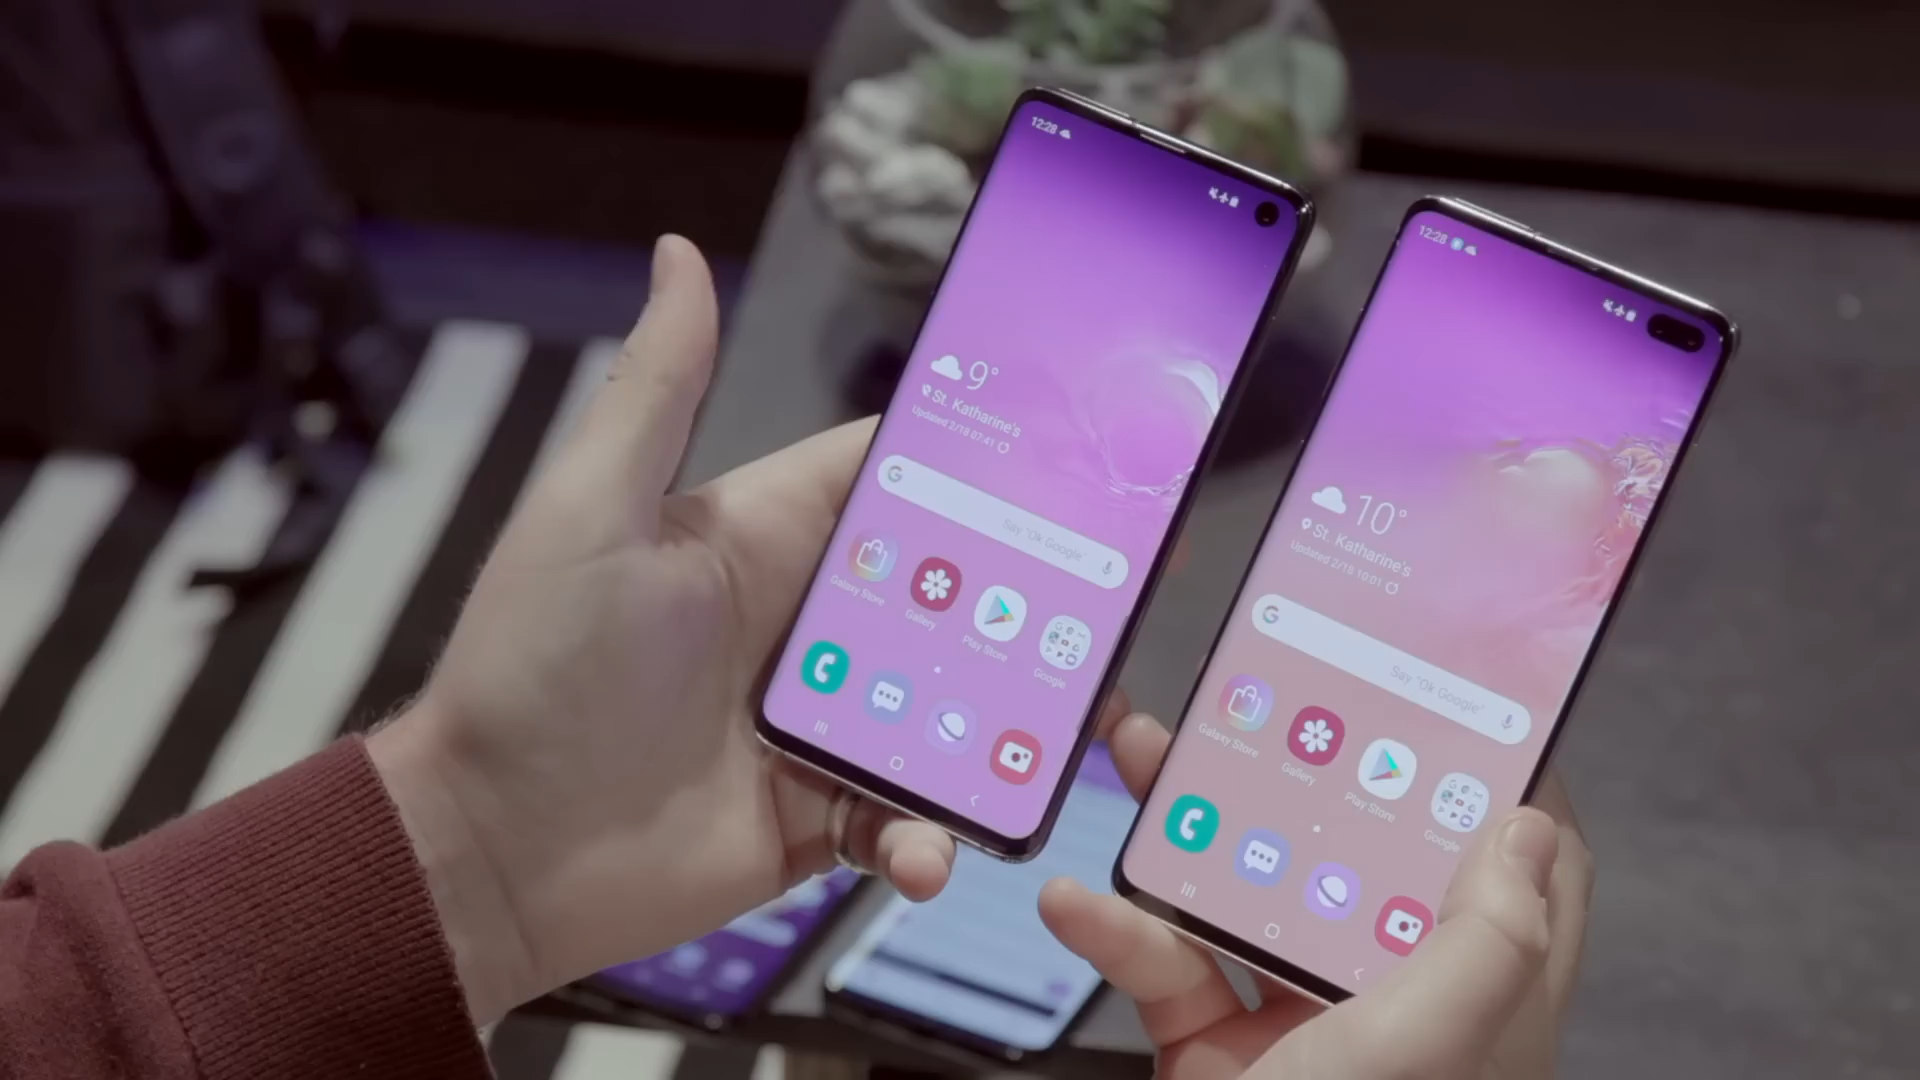 12:28
9°
St. Katharine's
Updated 2/18 07:41
G
Say "Ok Google"
Galaxy Store
Gallery
Play Store
Google
12:28
10°
St. Katharine's
Updated 2/18 10:01
G
Say "Ok Google"
Galaxy Store
Gallery
Play Store
Google